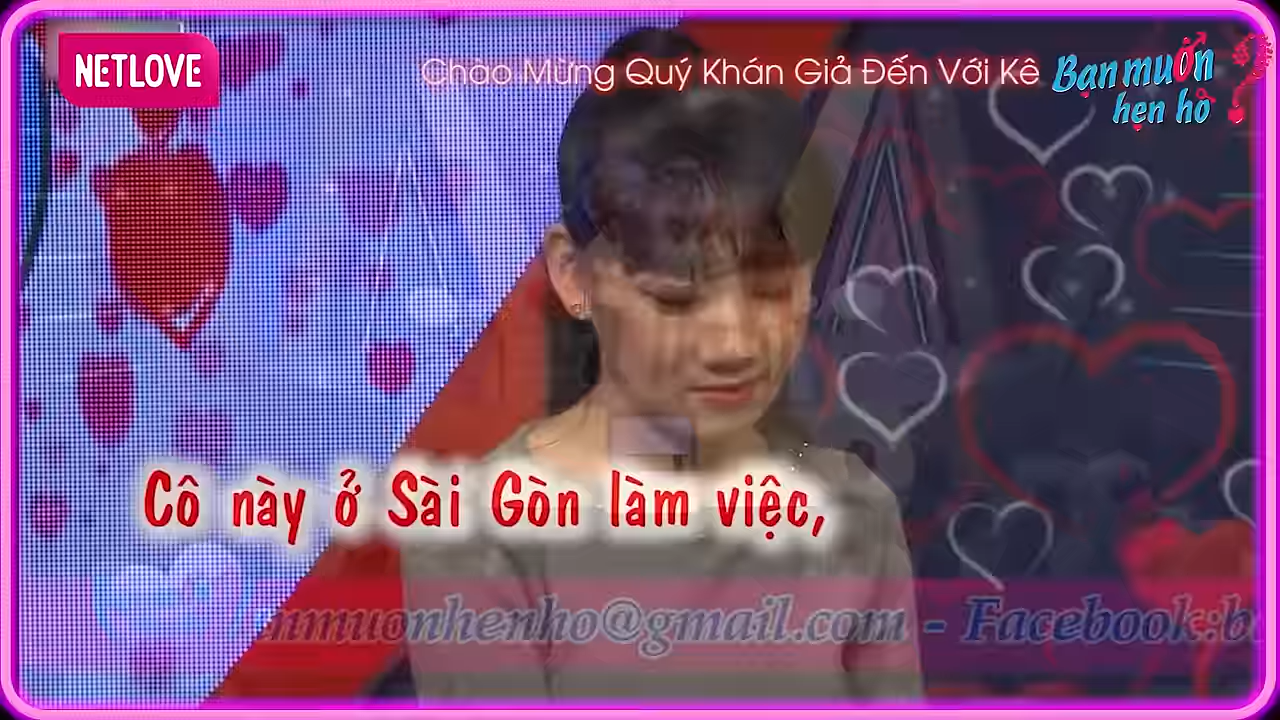 NETLOVE
Chào Mừng Quý Khán Giả Đến Với Kê
Bạn muốn
hẹn hò ?
Cô này ở Sài Gòn làm việc,
nmuonhenho@gmail.com - Facebook:b